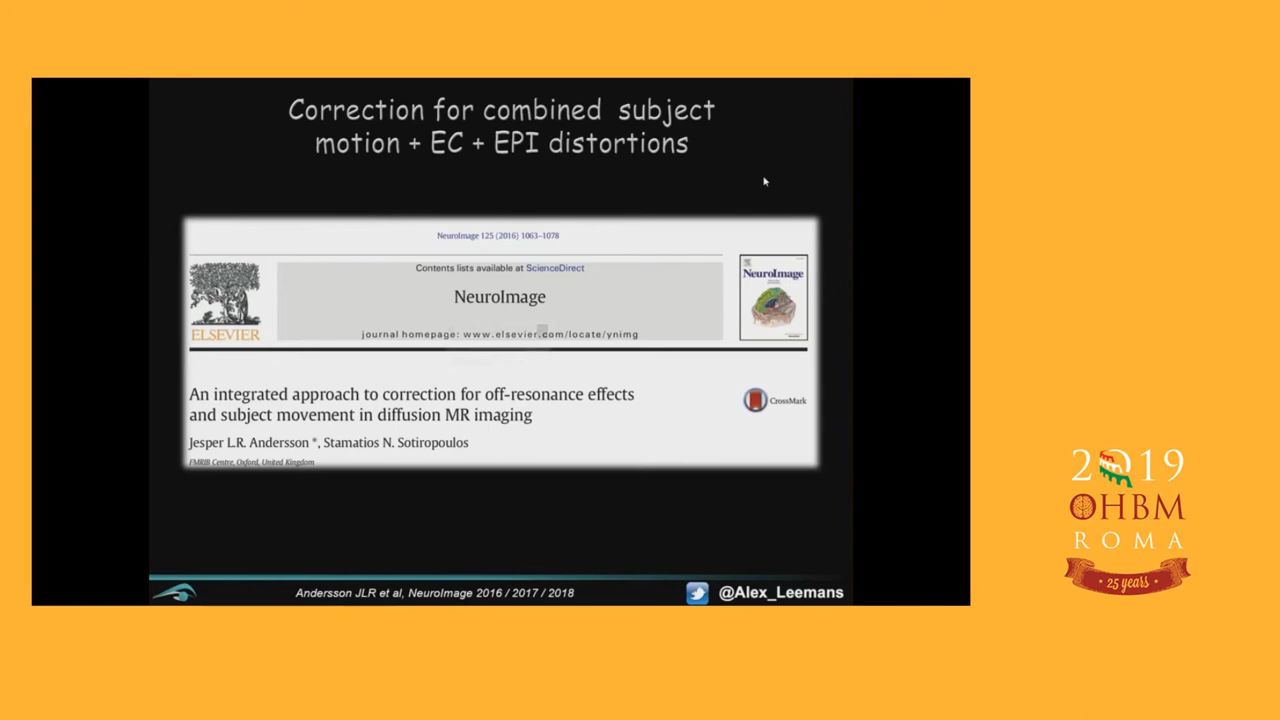 Correction for combined subject
motion + EC + EPI distortions
NeuroImage 125 (2016) 1063–1078
Contents lists available at ScienceDirect
NeuroImage
journal homepage: www.elsevier.com/locate/ynimg
ELSEVIER
NeuroImage
An integrated approach to correction for off-resonance effects
and subject movement in diffusion MR imaging
CrossMark
Jesper L.R. Andersson *, Stamatios N. Sotiropoulos
FMRIB Centre, Oxford, United Kingdom
Andersson JLR et al, NeuroImage 2016 / 2017 / 2018
@Alex_Leemans
2019
OHBM
ROMA
25 years